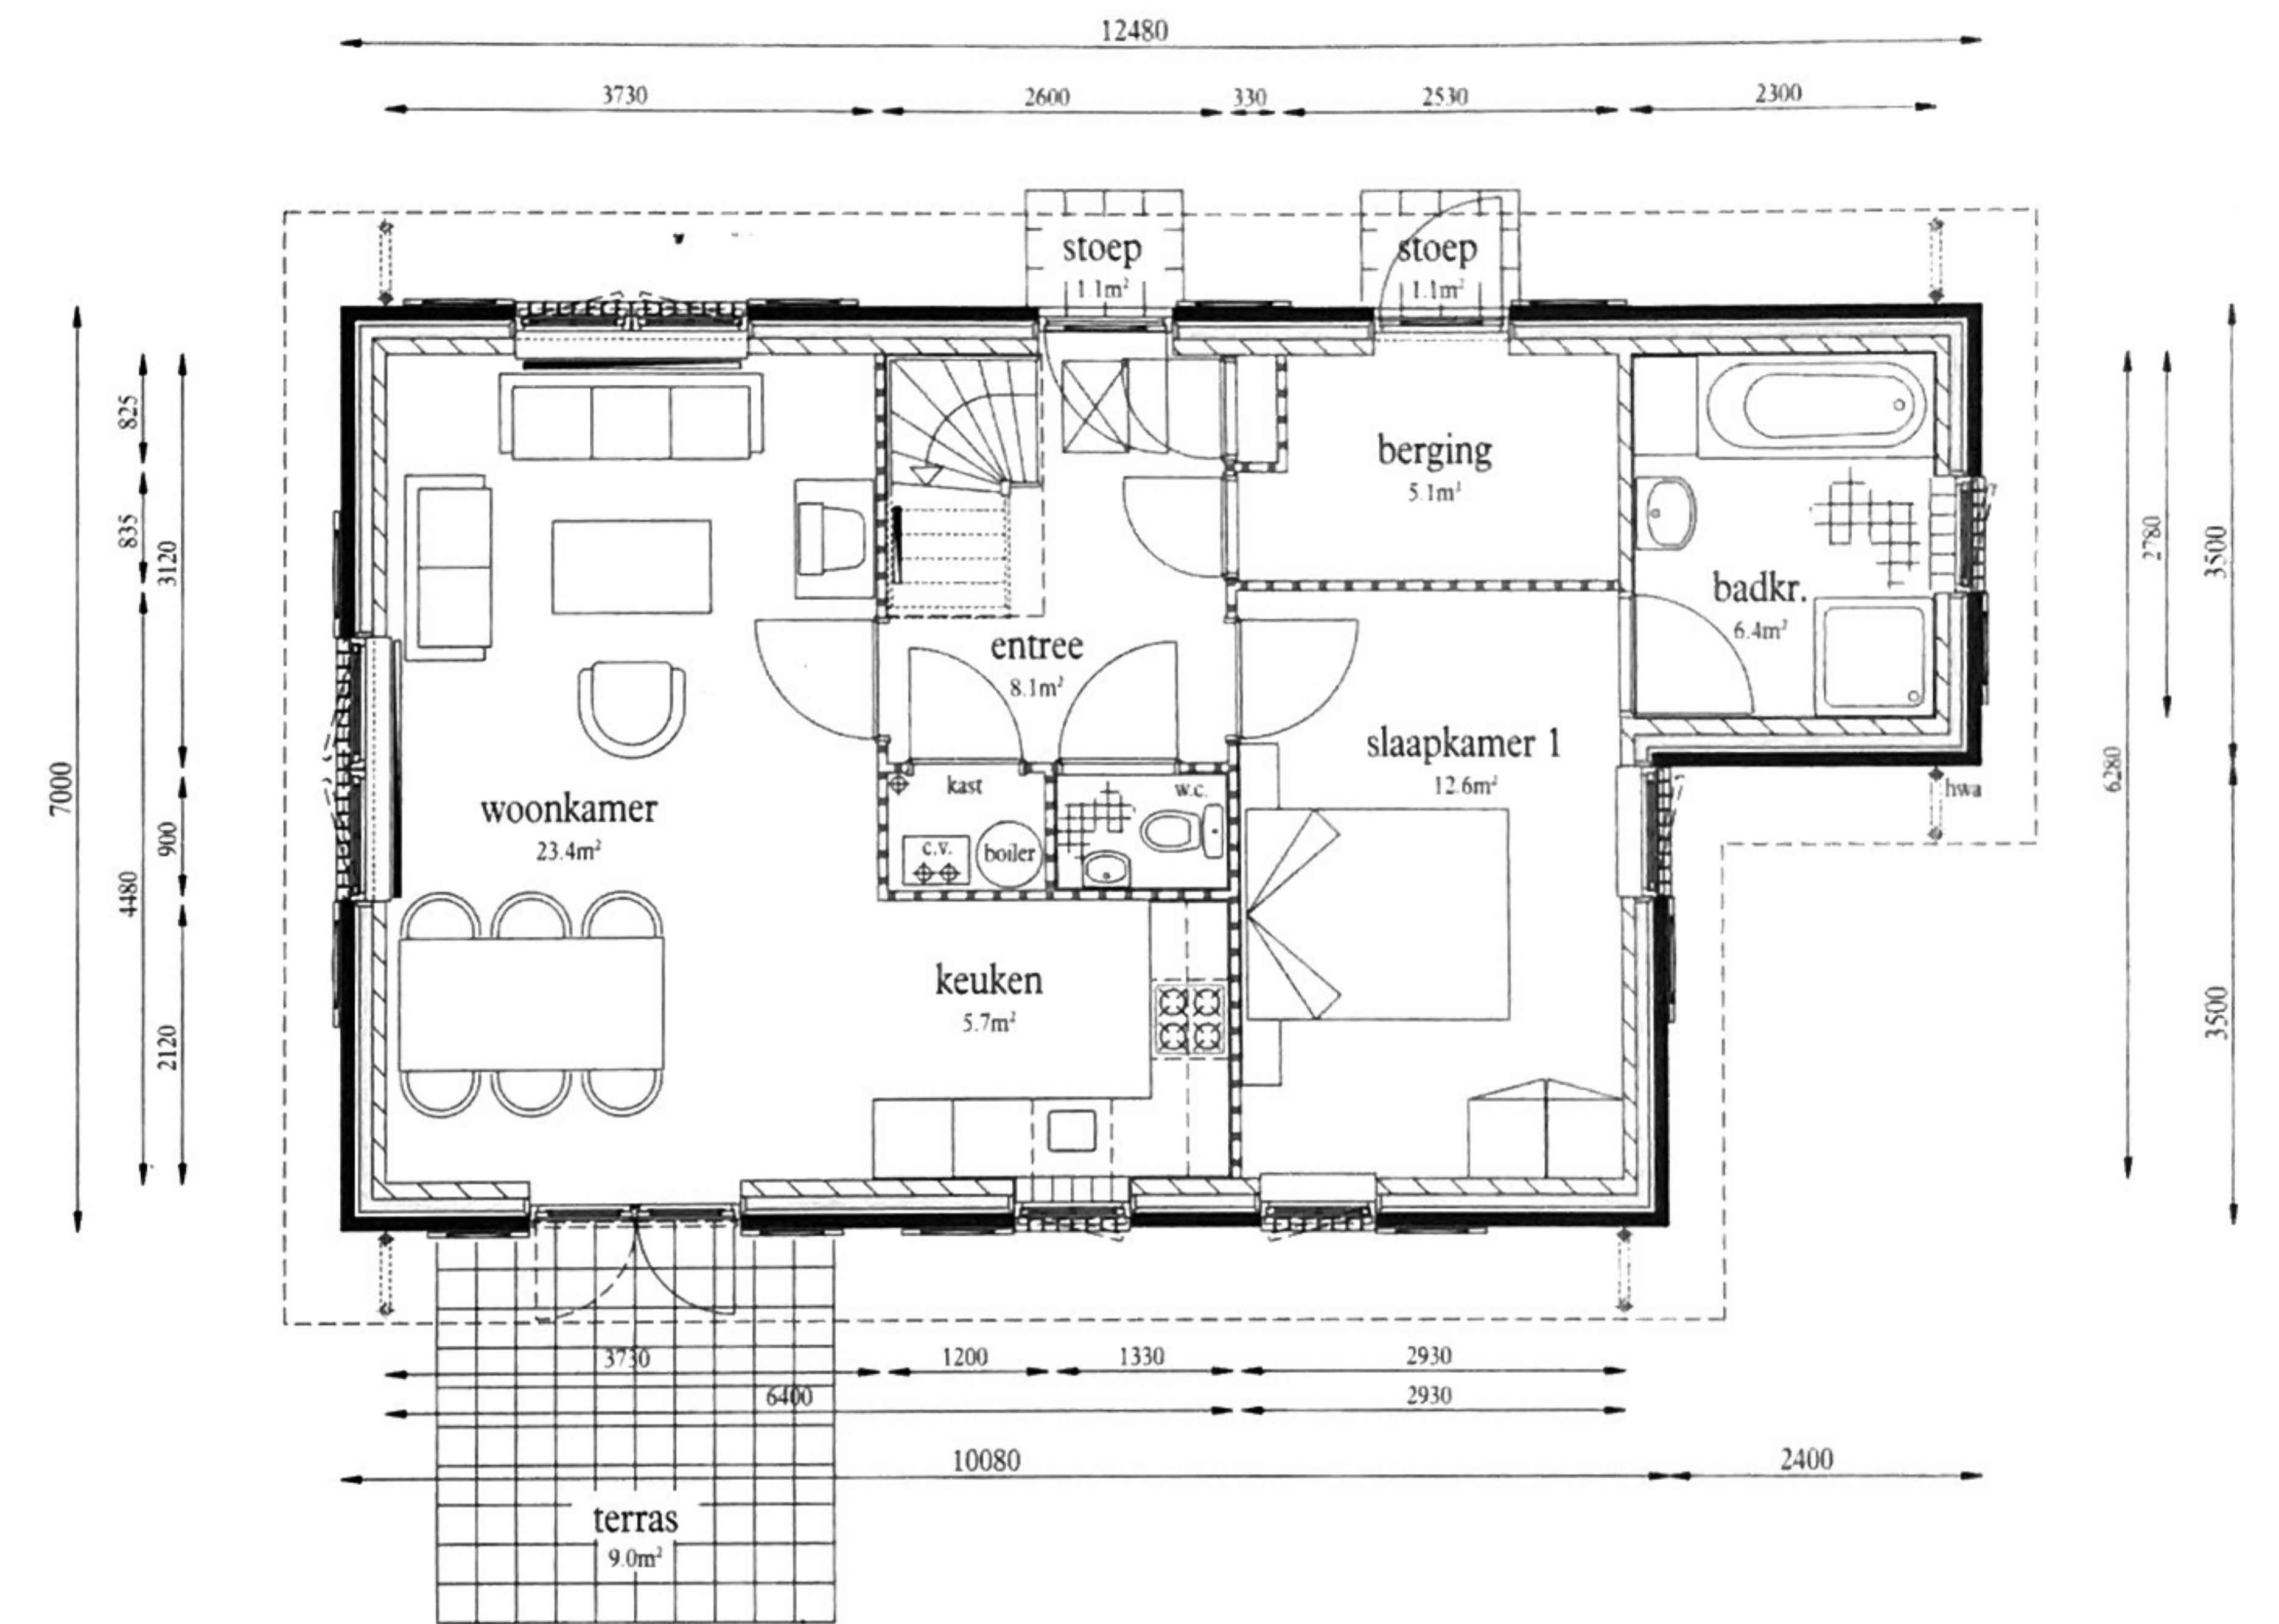 12480
3730 2600 330 2530 2300
stoep
1.1m²
stoep
1.1m²
825
835
3120
7000
4480
900
2120
berging
5.1m²
badkr.
6.4m²
2780
3500
6280
3500
entree
8.1m²
slaapkamer 1
12.6m²
hwa
kast
w.c.
c.v.
boiler
woonkamer
23.4m²
keuken
5.7m²
3730 1200 1330 2930
6400 2930
10080 2400
terras
9.0m²